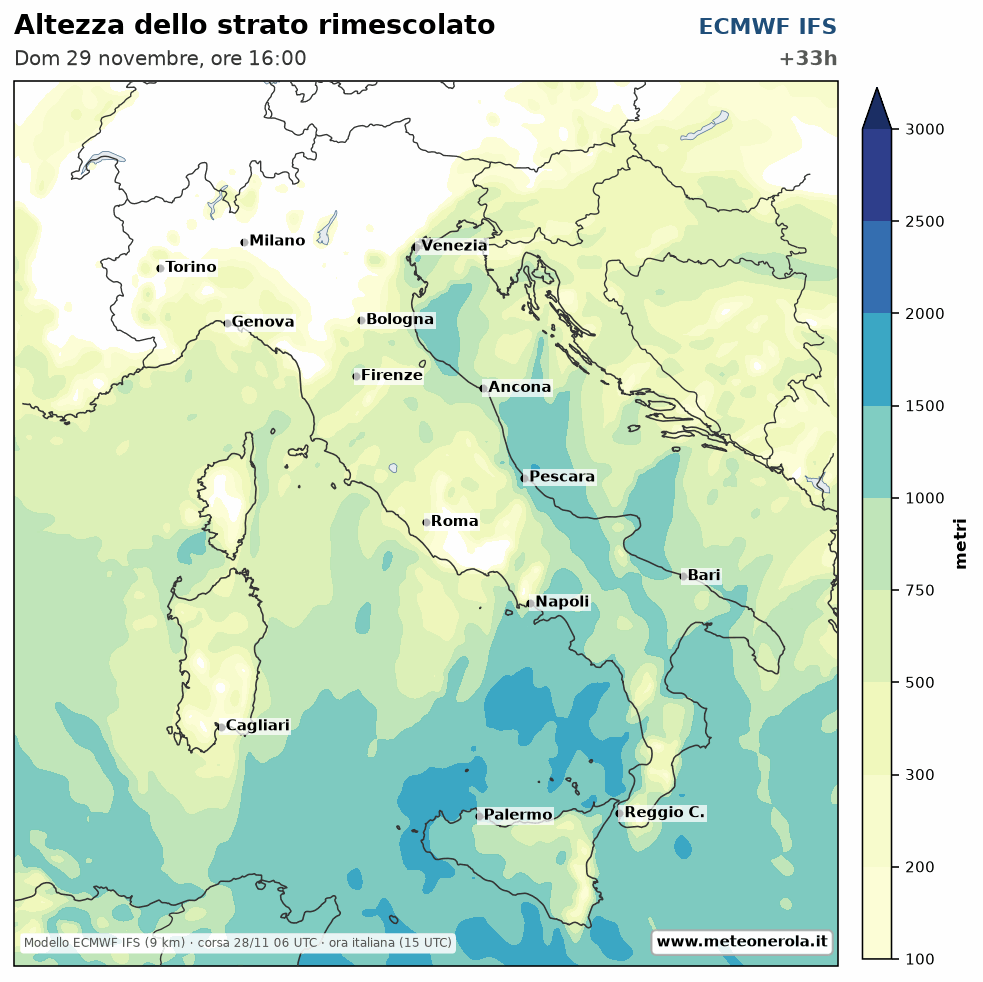 Altezza dello strato rimescolato
ECMWF IFS
Dom 29 novembre, ore 16:00
+33h
Milano
Venezia
Torino
Genova
Bologna
Firenze
Ancona
Pescara
Roma
Bari
Napoli
Cagliari
Palermo
Reggio C.
3000
2500
2000
1500
1000
750
500
300
200
100
metri
Modello ECMWF IFS (9 km) · corsa 28/11 06 UTC · ora italiana (15 UTC)
www.meteonerola.it